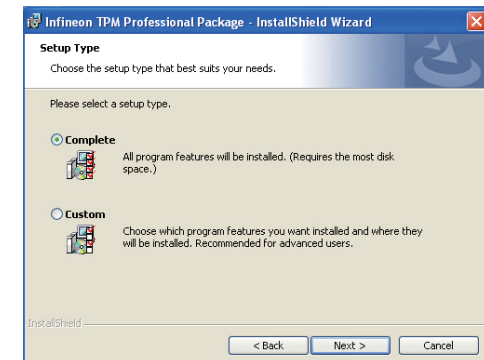 Infineon TPM Professional Package - InstallShield Wizard
Setup Type
Choose the setup type that best suits your needs.
Please select a setup type.
Complete
All program features will be installed. (Requires the most disk
space.)
Custom
Choose which program features you want installed and where they
will be installed. Recommended for advanced users.
InstallShield
< Back Next > Cancel